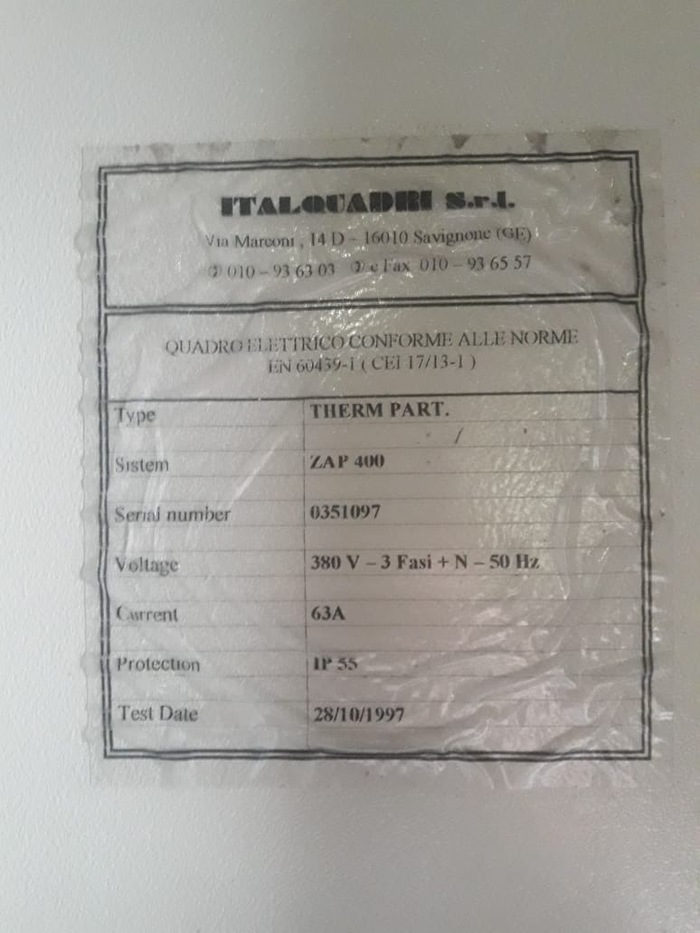 ITALQUADRI S.r.l.
Via Marconi , 14 D – 16010 Savignone (GE)
✆ 010 – 93 63 03 ✆ e Fax 010 – 93 65 57
QUADRO ELETTRICO CONFORME ALLE NORME
EN 60439-1 ( CEI 17/13-1 )
Type THERM PART.
Sistem ZAP 400
Serial number 0351097
Voltage 380 V – 3 Fasi + N – 50 Hz
Current 63A
Protection IP 55
Test Date 28/10/1997